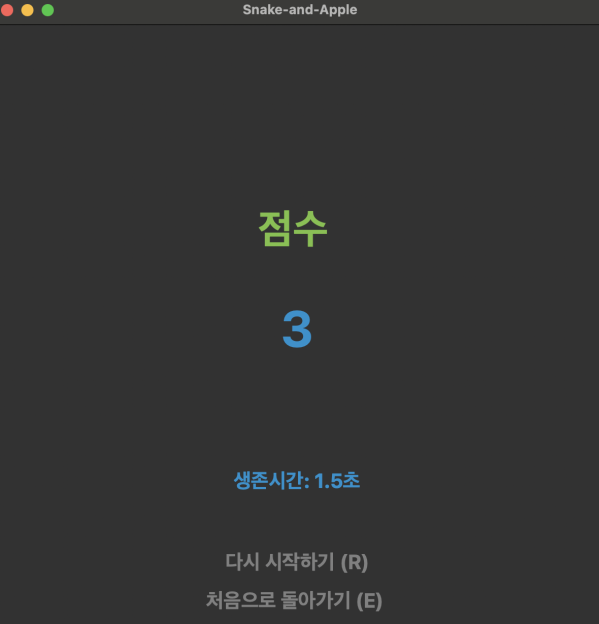 Snake-and-Apple
점수
3
생존시간: 1.5초
다시 시작하기 (R)
처음으로 돌아가기 (E)